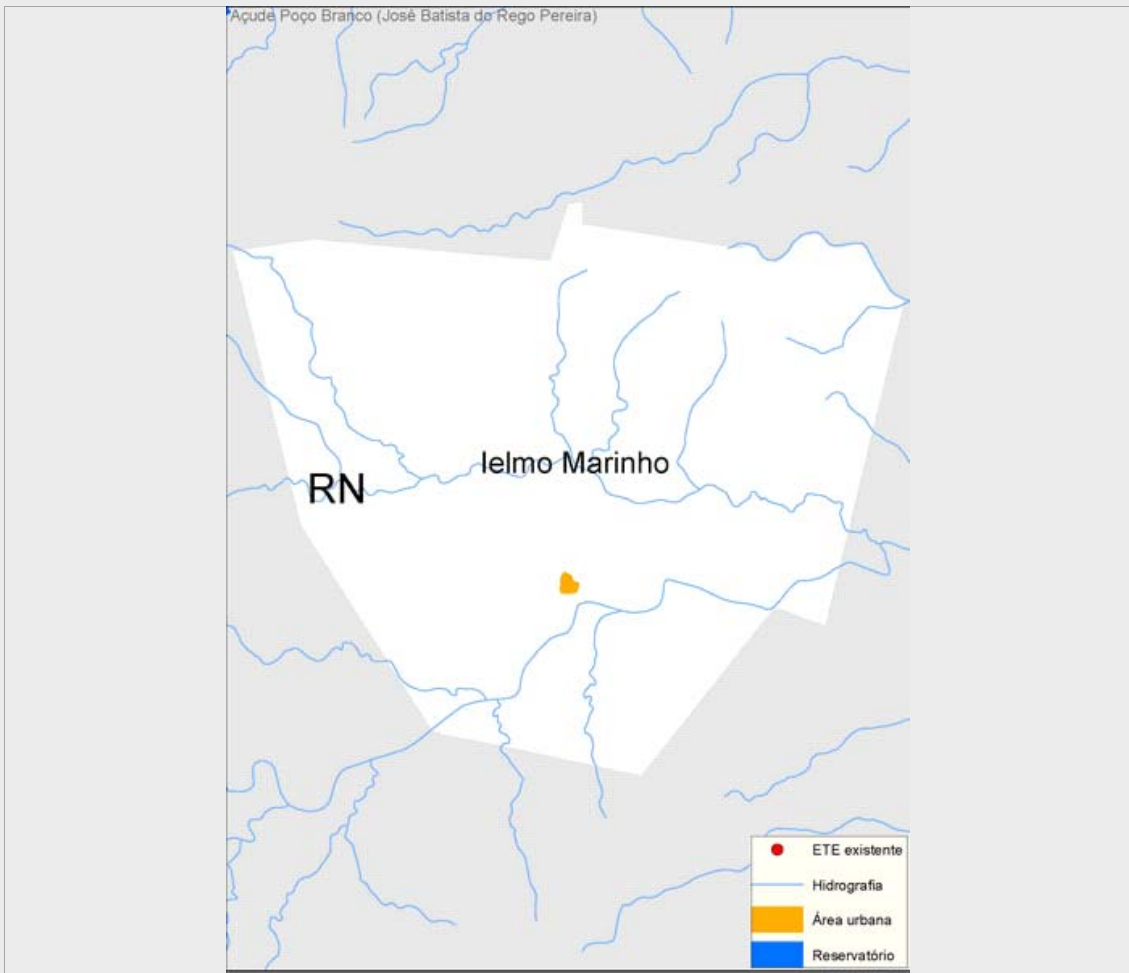 Açude Poço Branco (José Batista do Rego Pereira)
Ielmo Marinho
RN
ETE existente
Hidrografia
Área urbana
Reservatório